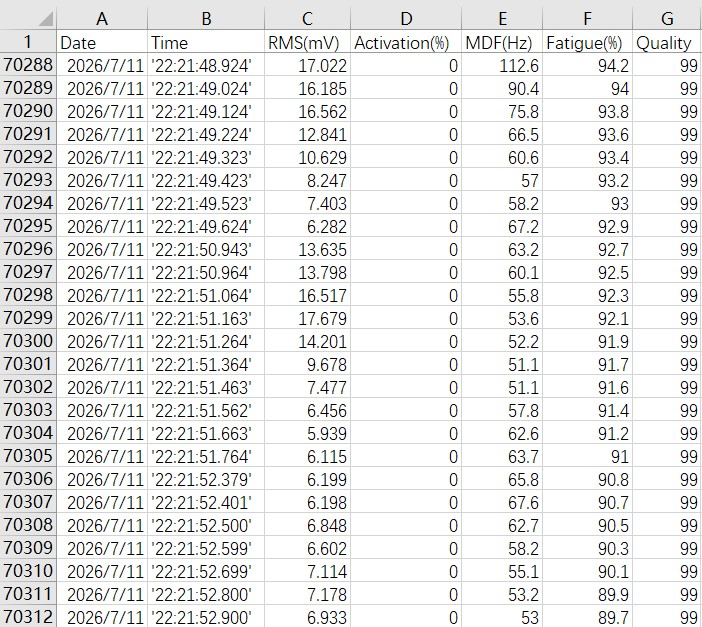 A B C D E F G
1 Date Time RMS(mV) Activation(%) MDF(Hz) Fatigue(%) Quality
70288 2026/7/11 '22:21:48.924' 17.022 0 112.6 94.2 99
70289 2026/7/11 '22:21:49.024' 16.185 0 90.4 94 99
70290 2026/7/11 '22:21:49.124' 16.562 0 75.8 93.8 99
70291 2026/7/11 '22:21:49.224' 12.841 0 66.5 93.6 99
70292 2026/7/11 '22:21:49.323' 10.629 0 60.6 93.4 99
70293 2026/7/11 '22:21:49.423' 8.247 0 57 93.2 99
70294 2026/7/11 '22:21:49.523' 7.403 0 58.2 93 99
70295 2026/7/11 '22:21:49.624' 6.282 0 67.2 92.9 99
70296 2026/7/11 '22:21:50.943' 13.635 0 63.2 92.7 99
70297 2026/7/11 '22:21:50.964' 13.798 0 60.1 92.5 99
70298 2026/7/11 '22:21:51.064' 16.517 0 55.8 92.3 99
70299 2026/7/11 '22:21:51.163' 17.679 0 53.6 92.1 99
70300 2026/7/11 '22:21:51.264' 14.201 0 52.2 91.9 99
70301 2026/7/11 '22:21:51.364' 9.678 0 51.1 91.7 99
70302 2026/7/11 '22:21:51.463' 7.477 0 51.1 91.6 99
70303 2026/7/11 '22:21:51.562' 6.456 0 57.8 91.4 99
70304 2026/7/11 '22:21:51.663' 5.939 0 62.6 91.2 99
70305 2026/7/11 '22:21:51.764' 6.115 0 63.7 91 99
70306 2026/7/11 '22:21:52.379' 6.199 0 65.8 90.8 99
70307 2026/7/11 '22:21:52.401' 6.198 0 67.6 90.7 99
70308 2026/7/11 '22:21:52.500' 6.848 0 62.7 90.5 99
70309 2026/7/11 '22:21:52.599' 6.602 0 58.2 90.3 99
70310 2026/7/11 '22:21:52.699' 7.114 0 55.1 90.1 99
70311 2026/7/11 '22:21:52.800' 7.178 0 53.2 89.9 99
70312 2026/7/11 '22:21:52.900' 6.933 0 53 89.7 99